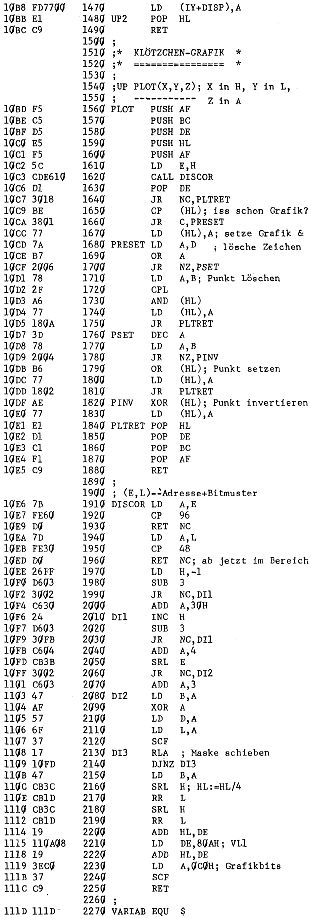 10B8 FD7700 1470 LD (IY+DISP),A
10BB E1 1480 UP2 POP HL
10BC C9 1490 RET
1500 ;
1510 ;* KLÖTZCHEN-GRAFIK *
1520 ;* ================ *
1530 ;
1540 ;UP PLOT(X,Y,Z); X in H, Y in L,
1550 ; ----------- Z in A
10BD F5 1560 PLOT PUSH AF
10BE C5 1570 PUSH BC
10BF D5 1580 PUSH DE
10C0 E5 1590 PUSH HL
10C1 F5 1600 PUSH AF
10C2 5C 1610 LD E,H
10C3 CDE610 1620 CALL DISCOR
10C6 D1 1630 POP DE
10C7 3018 1640 JR NC,PLTRET
10C9 BE 1650 CP (HL); iss schon Grafik?
10CA 3801 1660 JR C,PRESET
10CC 77 1670 LD (HL),A; setze Grafik &
10CD 7A 1680 PRESET LD A,D ; lösche Zeichen
10CE B7 1690 OR A
10CF 2006 1700 JR NZ,PSET
10D1 78 1710 LD A,B; Punkt löschen
10D2 2F 1720 CPL
10D3 A6 1730 AND (HL)
10D4 77 1740 LD (HL),A
10D5 180A 1750 JR PLTRET
10D7 3D 1760 PSET DEC A
10D8 78 1770 LD A,B
10D9 2004 1780 JR NZ,PINV
10DB B6 1790 OR (HL); Punkt setzen
10DC 77 1800 LD (HL),A
10DD 1802 1810 JR PLTRET
10DF AE 1820 PINV XOR (HL); Punkt invertieren
10E0 77 1830 LD (HL),A
10E1 E1 1840 PLTRET POP HL
10E2 D1 1850 POP DE
10E3 C1 1860 POP BC
10E4 F1 1870 POP AF
10E5 C9 1880 RET
1890 ;
1900 ; (E,L)--Adresse+Bitmuster
10E6 7B 1910 DISCOR LD A,E
10E7 FE60 1920 CP 96
10E9 D0 1930 RET NC
10EA 7D 1940 LD A,L
10EB FE30 1950 CP 48
10ED D0 1960 RET NC; ab jetzt im Bereich
10EE 26FF 1970 LD H,-1
10F0 D603 1980 SUB 3
10F2 3002 1990 JR NC,DI1
10F4 C630 2000 ADD A,30H
10F6 24 2010 DI1 INC H
10F7 D603 2020 SUB 3
10F9 30FB 2030 JR NC,DI1
10FB C604 2040 ADD A,4
10FD CB3B 2050 SRL E
10FF 3002 2060 JR NC,DI2
1101 C603 2070 ADD A,3
1103 47 2080 DI2 LD B,A
1104 AF 2090 XOR A
1105 57 2100 LD D,A
1106 6F 2110 LD L,A
1107 37 2120 SCF
1108 17 2130 DI3 RLA ; Maske schieben
1109 10FD 2140 DJNZ DI3
110B 47 2150 LD B,A
110C CB3C 2160 SRL H; HL:=HL/4
110E CB1D 2170 RR L
1110 CB3C 2180 SRL H
1112 CB1D 2190 RR L
1114 19 2200 ADD HL,DE
1115 110A08 2210 LD DE,80AH; VL1
1118 19 2220 ADD HL,DE
1119 3EC0 2230 LD A,0C0H; Grafikbits
111B 37 2240 SCF
111C C9 2250 RET
2260 ;
111D 111D 2270 VARIAB EQU $